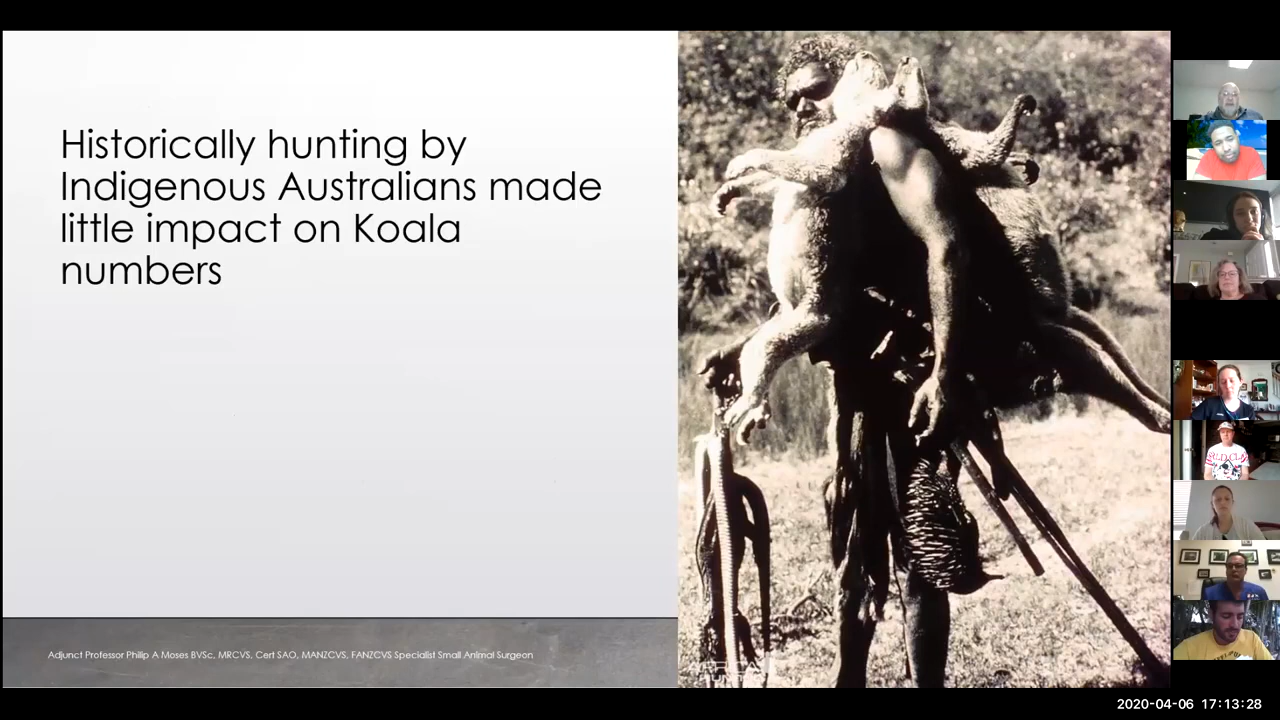 Historically hunting by
Indigenous Australians made
little impact on Koala
numbers
Adjunct Professor Philip A Moses BVSc, MRCVS, Cert SAO, MANZCVS, FANZCVS Specialist Small Animal Surgeon
2020-04-06 17:13:28